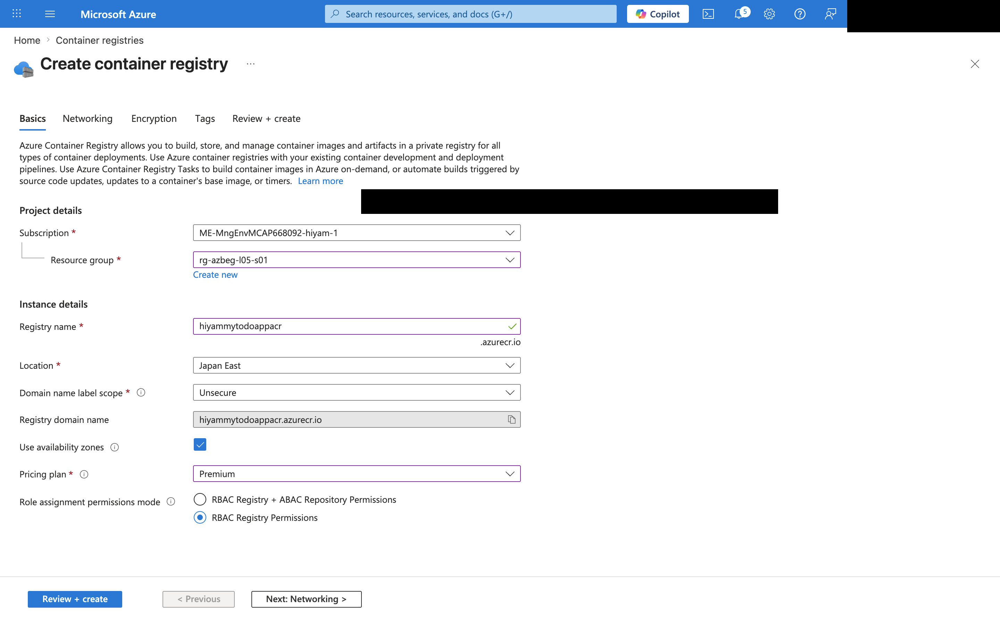 Microsoft Azure
Search resources, services, and docs (G+/)
Copilot
5
Home > Container registries
Create container registry
...
Basics Networking Encryption Tags Review + create
Azure Container Registry allows you to build, store, and manage container images and artifacts in a private registry for all
types of container deployments. Use Azure container registries with your existing container development and deployment
pipelines. Use Azure Container Registry Tasks to build container images in Azure on-demand, or automate builds triggered by
source code updates, updates to a container's base image, or timers. Learn more
Project details
Subscription * ME-MngEnvMCAP668092-hiyam-1
Resource group * rg-azbeg-l05-s01
Create new
Instance details
Registry name * hiyammytodoappacr
.azurecr.io
Location * Japan East
Domain name label scope * Unsecure
Registry domain name hiyammytodoappacr.azurecr.io
Use availability zones
Pricing plan * Premium
Role assignment permissions mode RBAC Registry + ABAC Repository Permissions
RBAC Registry Permissions
Review + create < Previous Next: Networking >